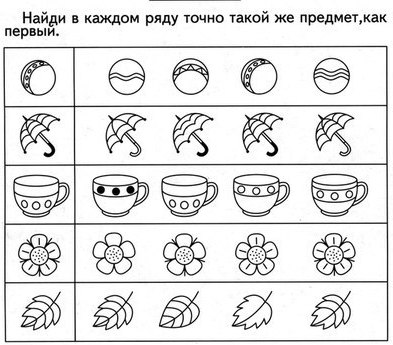 Найди в каждом ряду точно такой же предмет,как
первый.